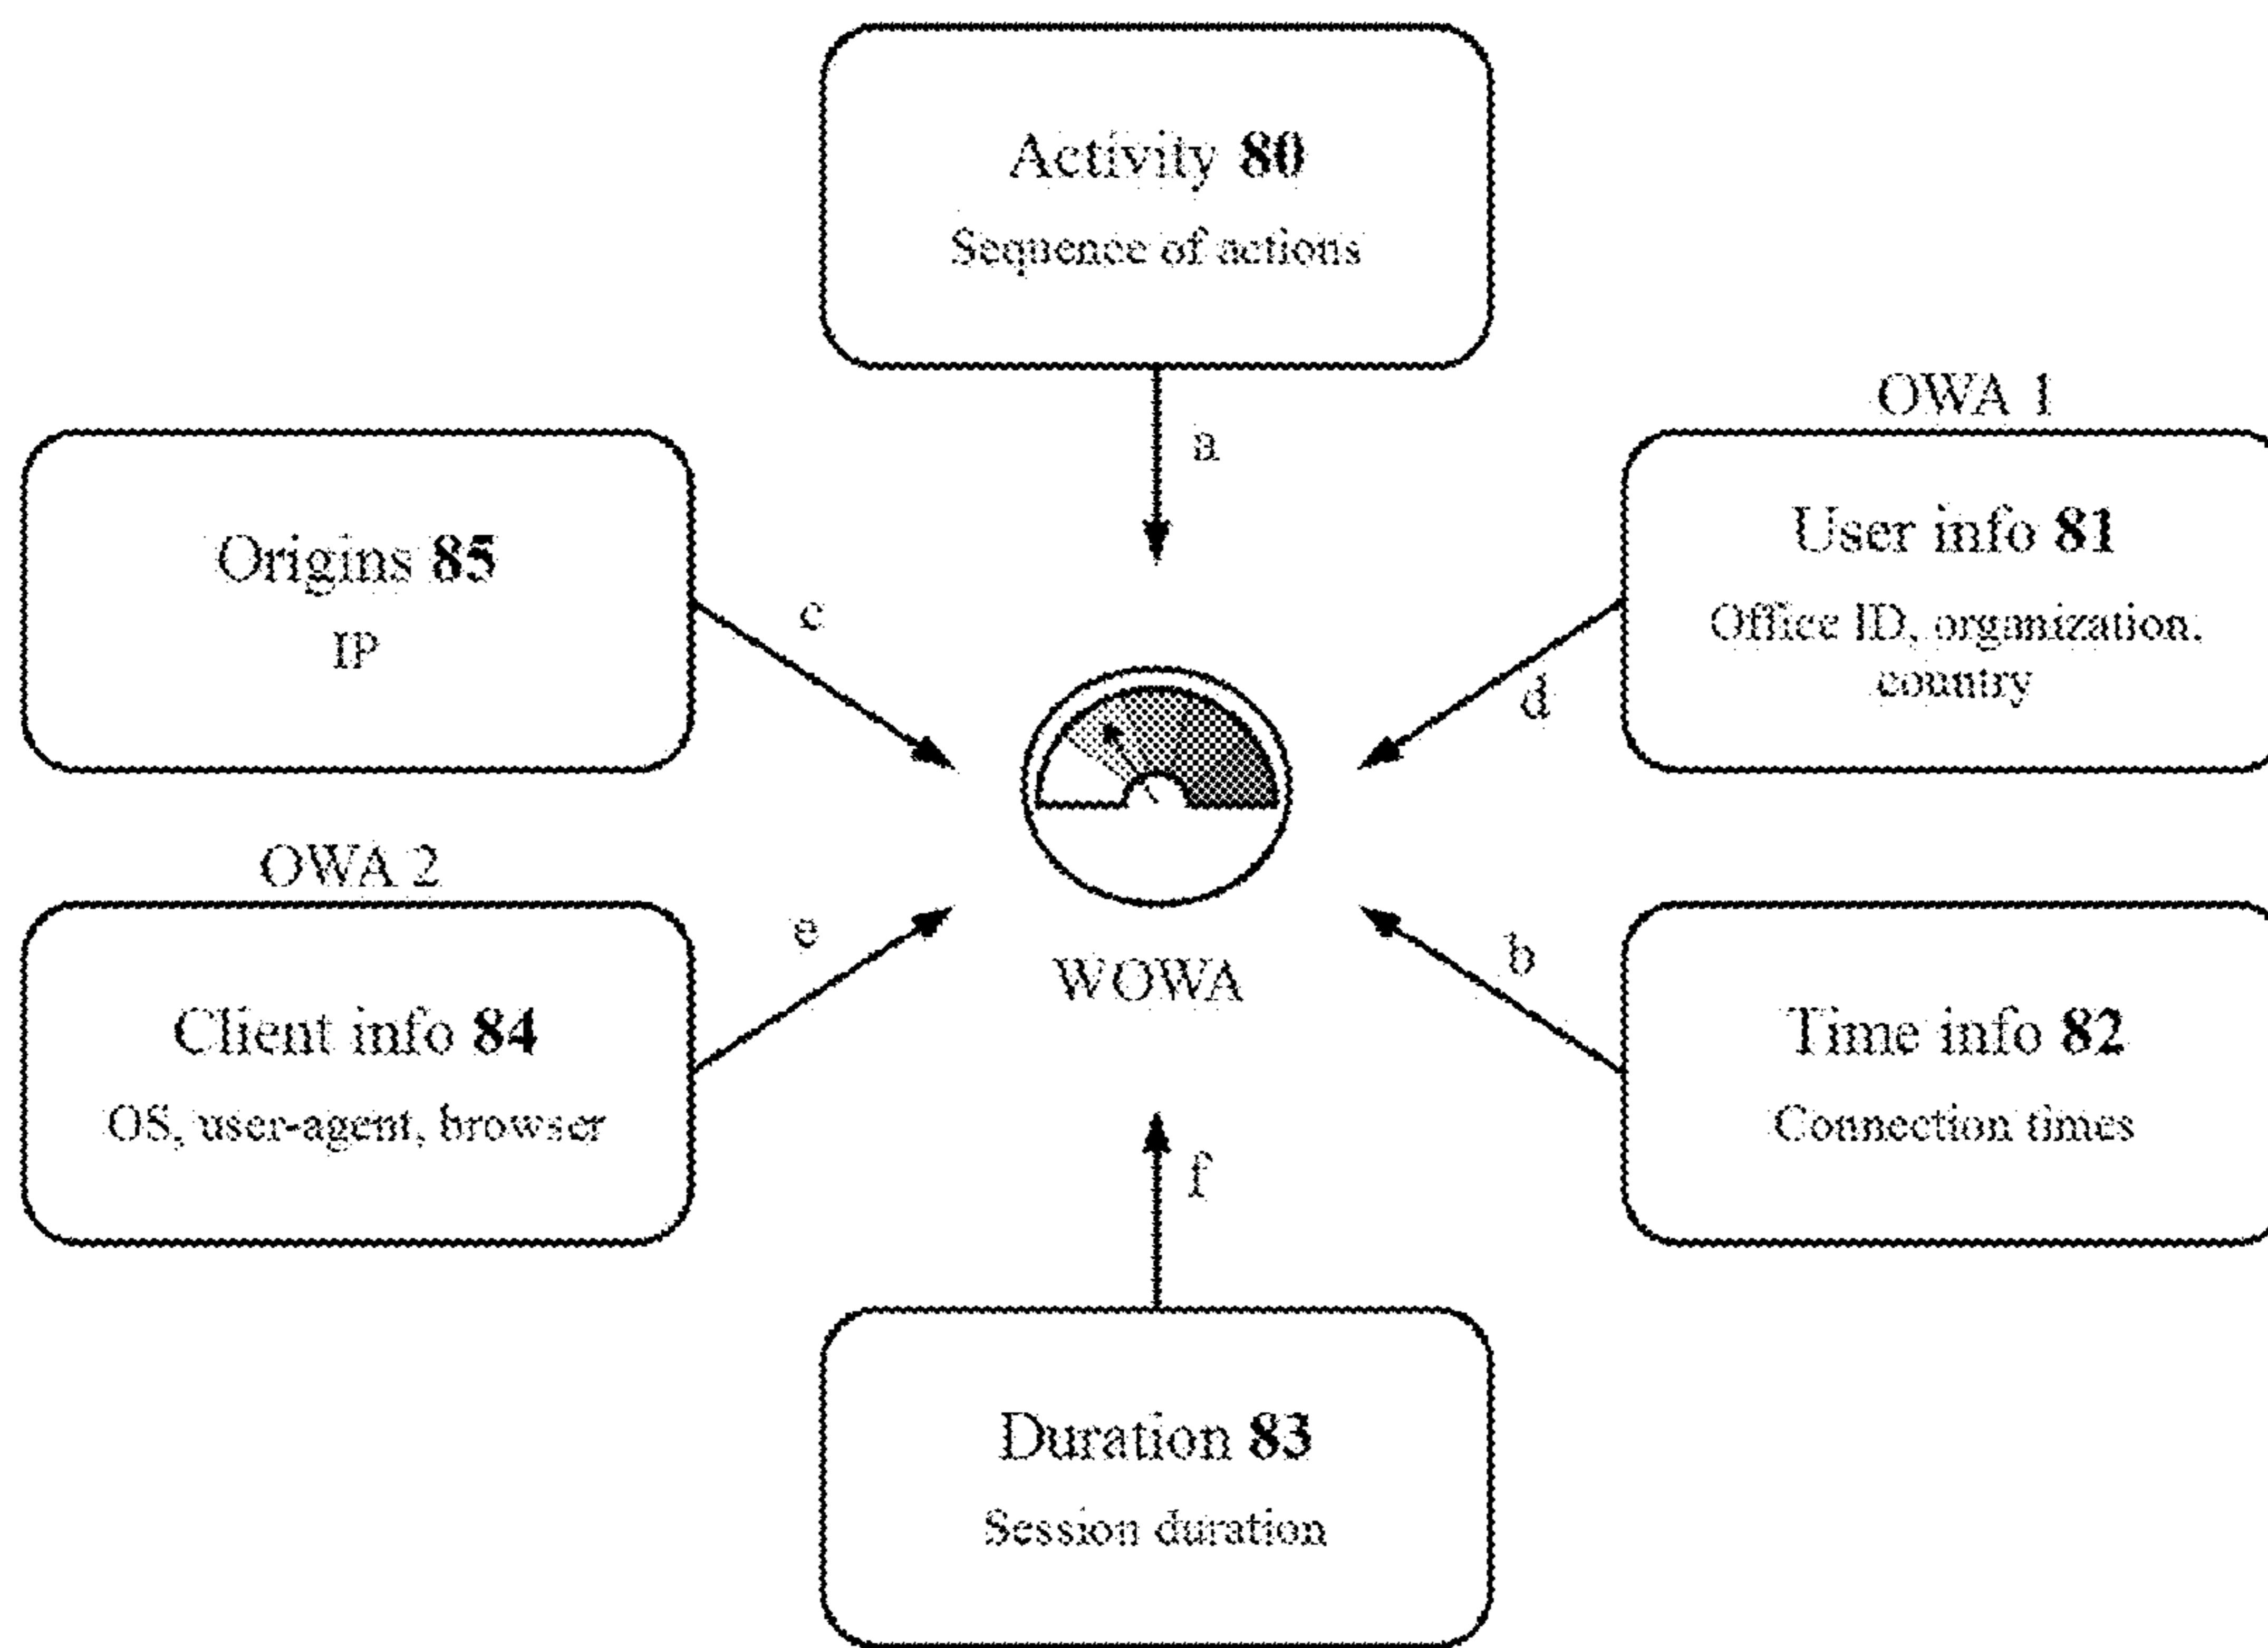 Activity 80
Sequence of actions
a
OWA 1
Origins 85
IP
c
User info 81
Office ID, organization,
country
d
OWA 2
Client info 84
OS, user-agent, browser
e
WOWA
b
Time info 82
Connection times
f
Duration 83
Session duration